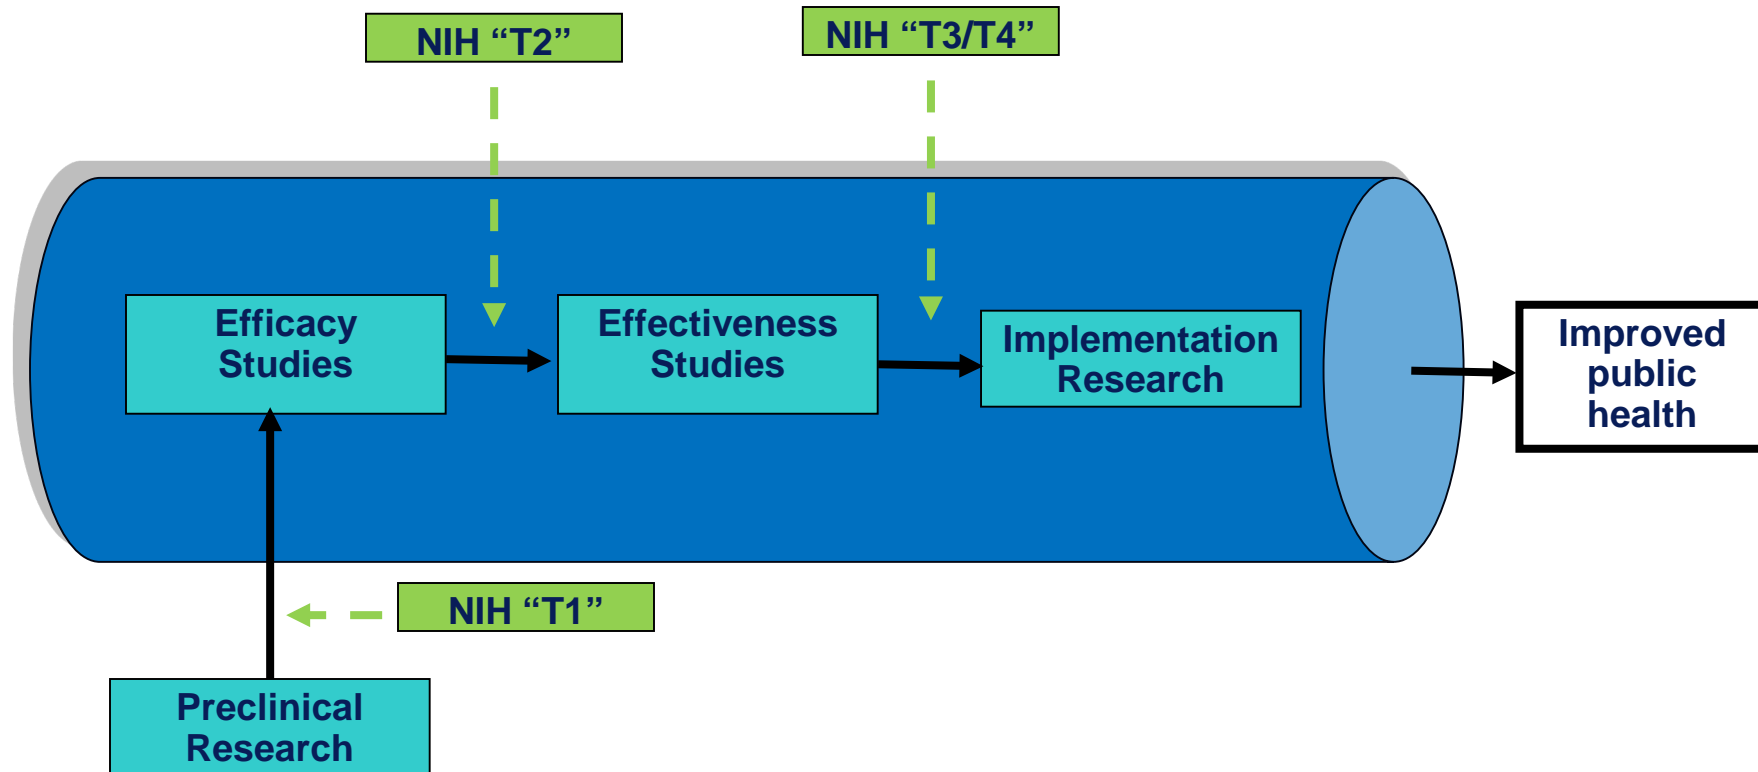 NIH “T2”
NIH “T3/T4”
Efficacy
Studies
Effectiveness
Studies
Implementation
Research
Improved
public
health
NIH “T1”
Preclinical
Research